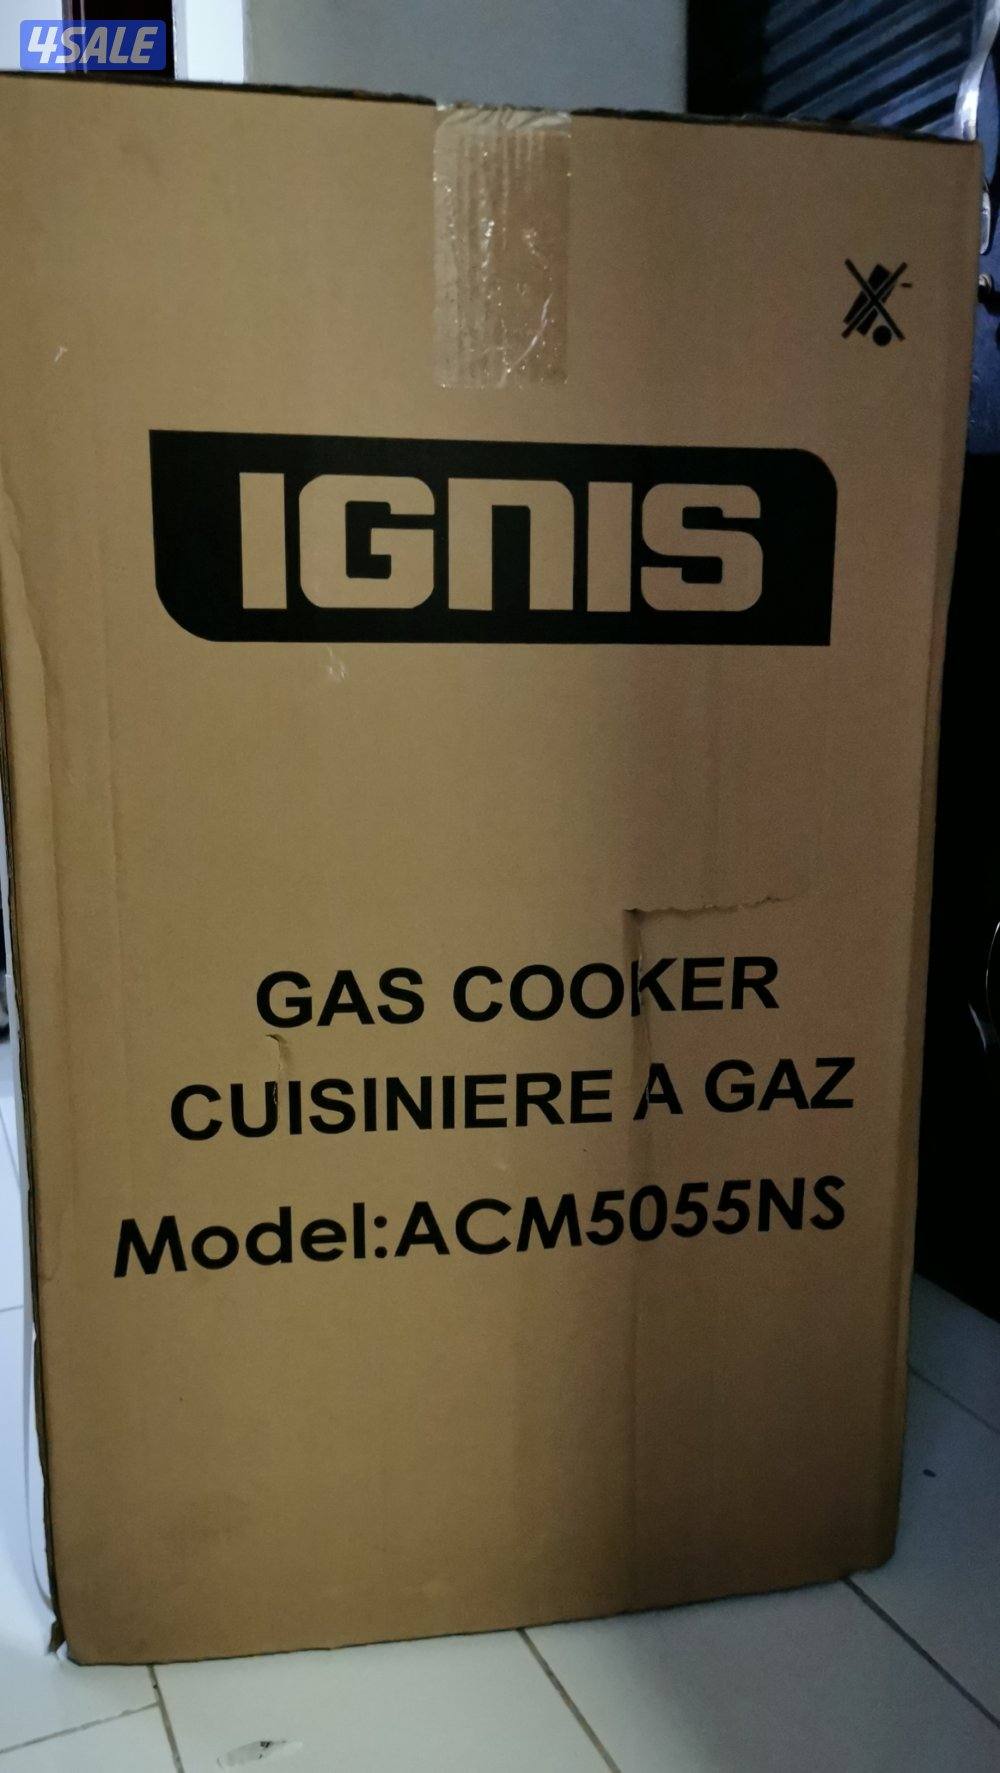 4SALE
IGNIS
GAS COOKER
CUISINIERE A GAZ
Model:ACM5055NS